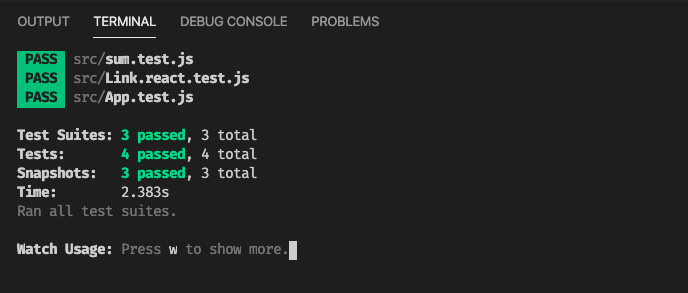 OUTPUT TERMINAL DEBUG CONSOLE PROBLEMS
PASS src/sum.test.js
PASS src/Link.react.test.js
PASS src/App.test.js
Test Suites: 3 passed, 3 total
Tests: 4 passed, 4 total
Snapshots: 3 passed, 3 total
Time: 2.383s
Ran all test suites.
Watch Usage: Press w to show more.